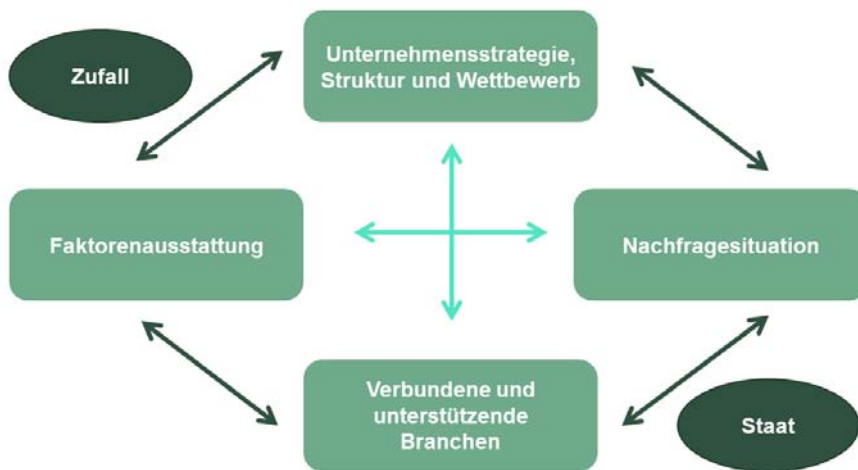 Zufall
Unternehmensstrategie,
Struktur und Wettbewerb
Faktorenausstattung
Nachfragesituation
Verbundene und
unterstützende
Branchen
Staat